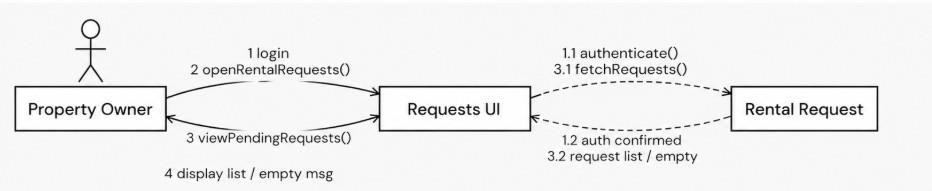 1 login
2 openRentalRequests()
1.1 authenticate()
3.1 fetchRequests()
Property Owner
Requests UI
Rental Request
3 viewPendingRequests()
1.2 auth confirmed
3.2 request list / empty
4 display list / empty msg